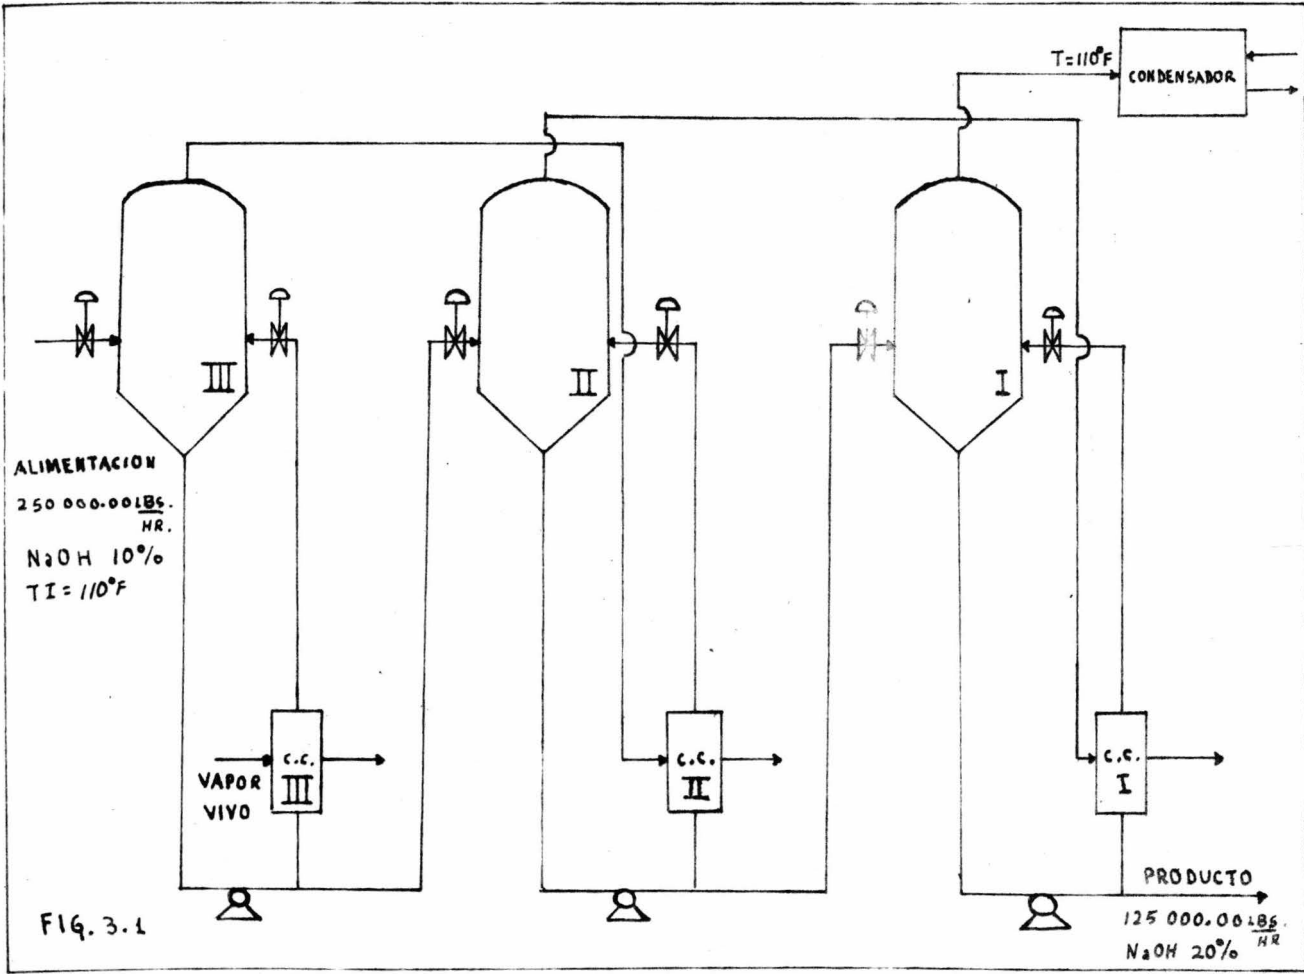 T=110°F
CONDENSADOR
III
II
I
ALIMENTACION
250 000.00 LBS.
HR.
NaOH 10%
TI=110°F
VAPOR
VIVO
C.C.
III
C.C.
II
C.C.
I
PRODUCTO
125 000.00 LBS.
HR
NaOH 20%
FIG. 3.1